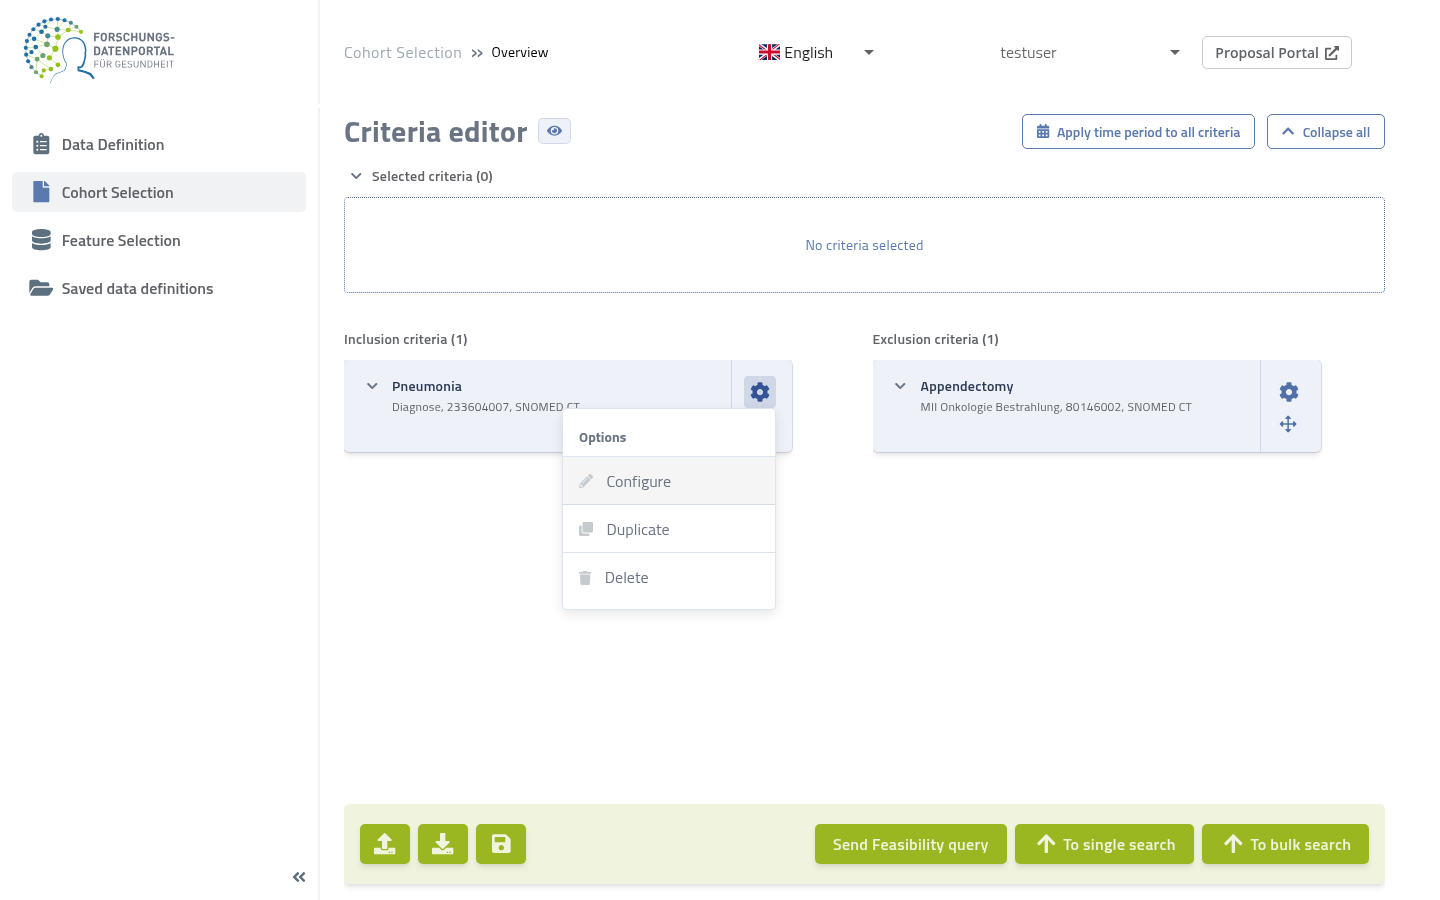 FORSCHUNGS-
DATENPORTAL
FÜR GESUNDHEIT
Cohort Selection » Overview
English
testuser
Proposal Portal
Data Definition
Cohort Selection
Feature Selection
Saved data definitions
Criteria editor
Apply time period to all criteria
Collapse all
Selected criteria (0)
No criteria selected
Inclusion criteria (1)
Pneumonia
Diagnose, 233604007, SNOMED CT
Options
Configure
Duplicate
Delete
Exclusion criteria (1)
Appendectomy
MII Onkologie Bestrahlung, 80146002, SNOMED CT
Send Feasibility query
To single search
To bulk search